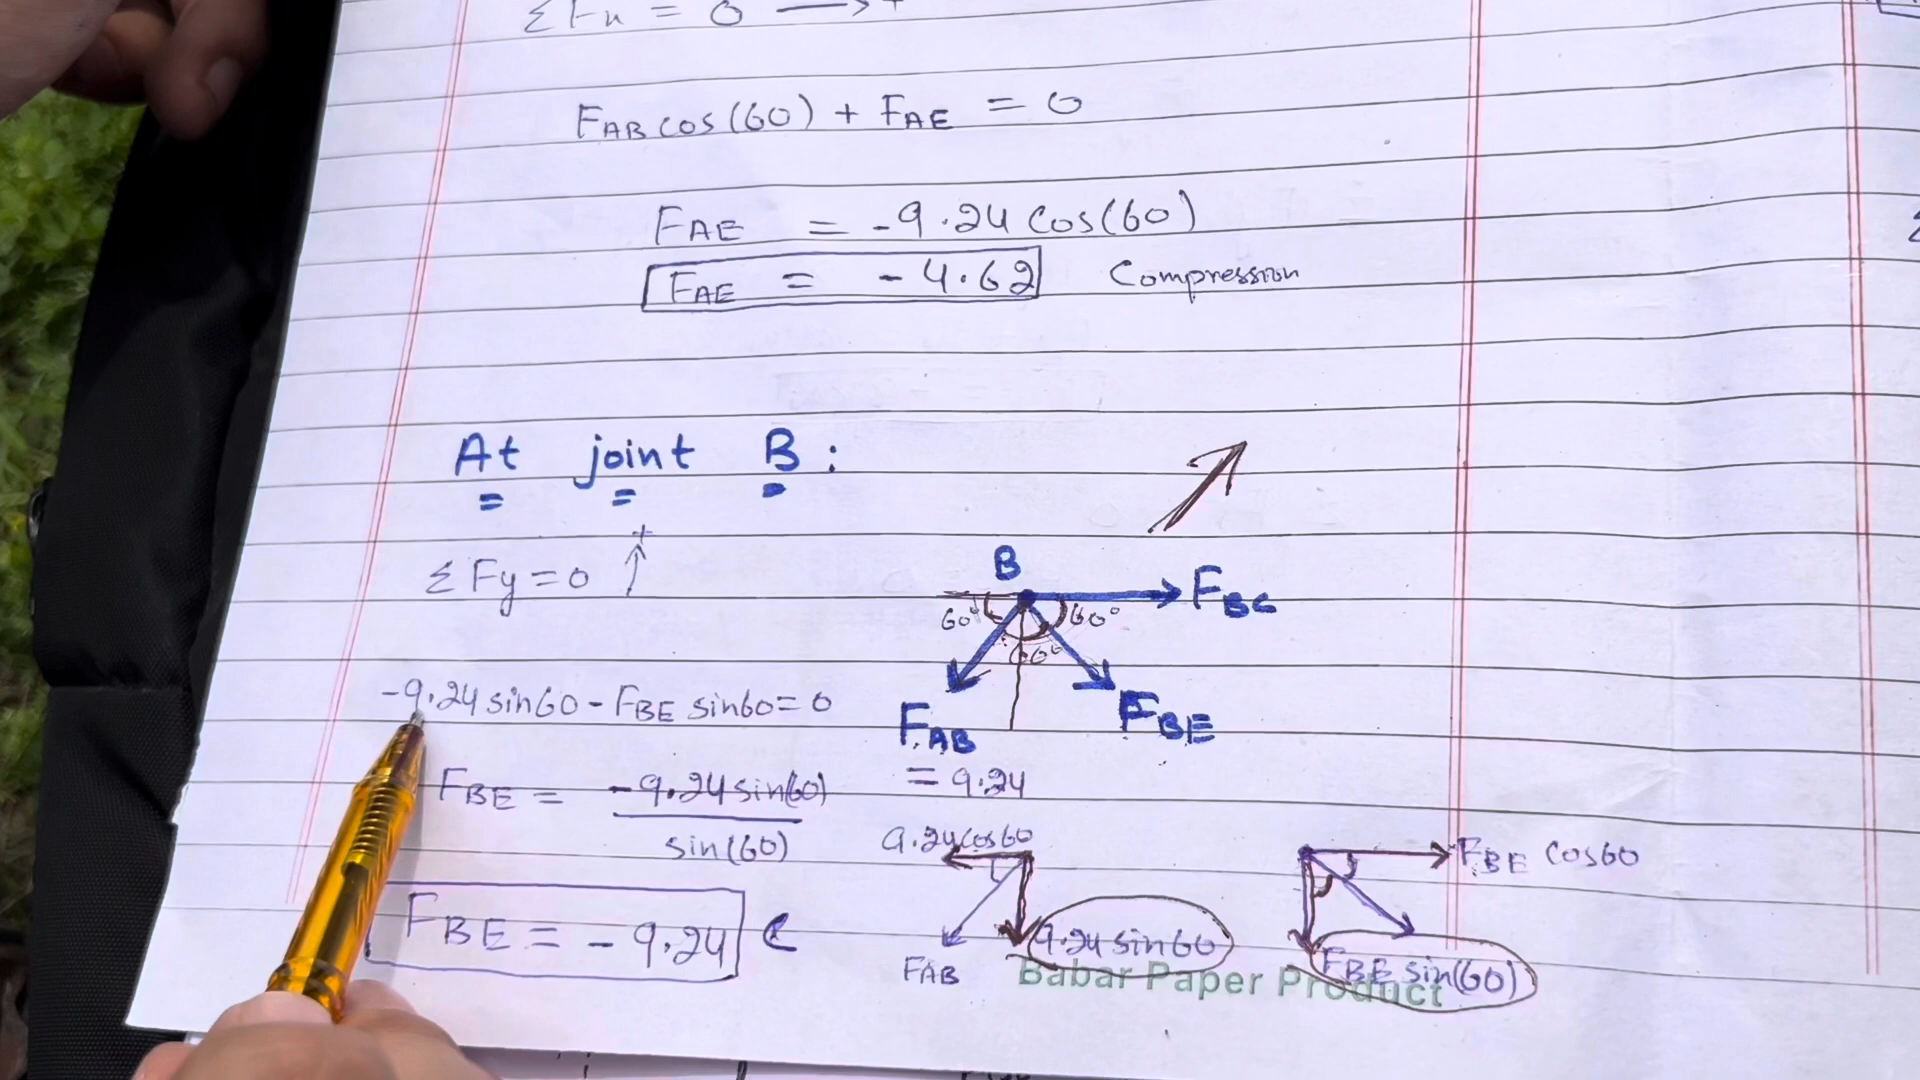 ΣFx = 0 → +
FAB cos(60) + FAE = 0
FAE = -9.24 cos(60)
FAE = -4.62 Compression
At joint B:
ΣFy=0 ↑+
B
FBC
60°
60°
60°
-9.24 sin60 - FBE sin60 = 0
FAB
FBE
= 9.24
FBE = -9.24 sin(60)
sin(60)
9.24cos60
FBE cos60
FBE = -9.24 C
9.24 sin60
FAB
FBE sin(60)
Babar Paper Product